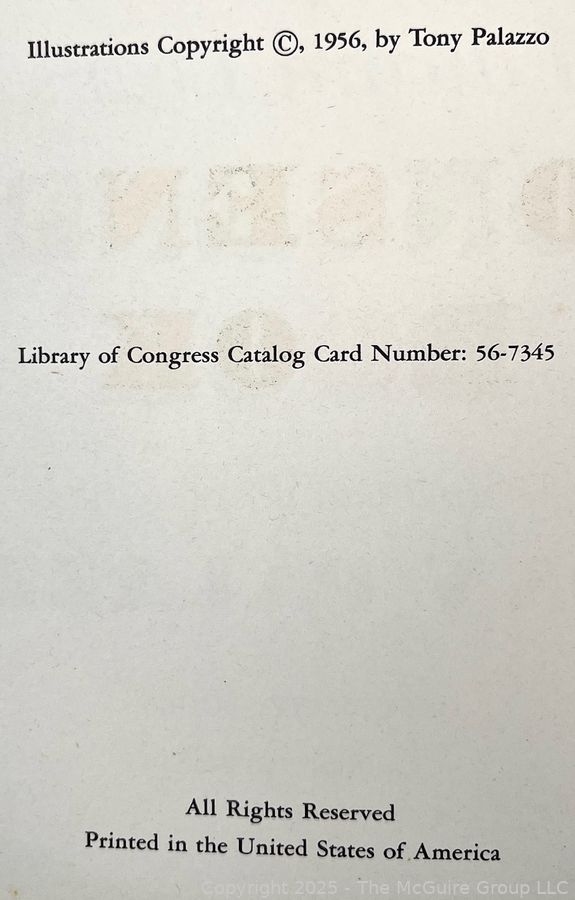 Illustrations Copyright ©, 1956, by Tony Palazzo
Library of Congress Catalog Card Number: 56-7345
All Rights Reserved
Printed in the United States of America
Copyright 2025 - The McGuire Group LLC